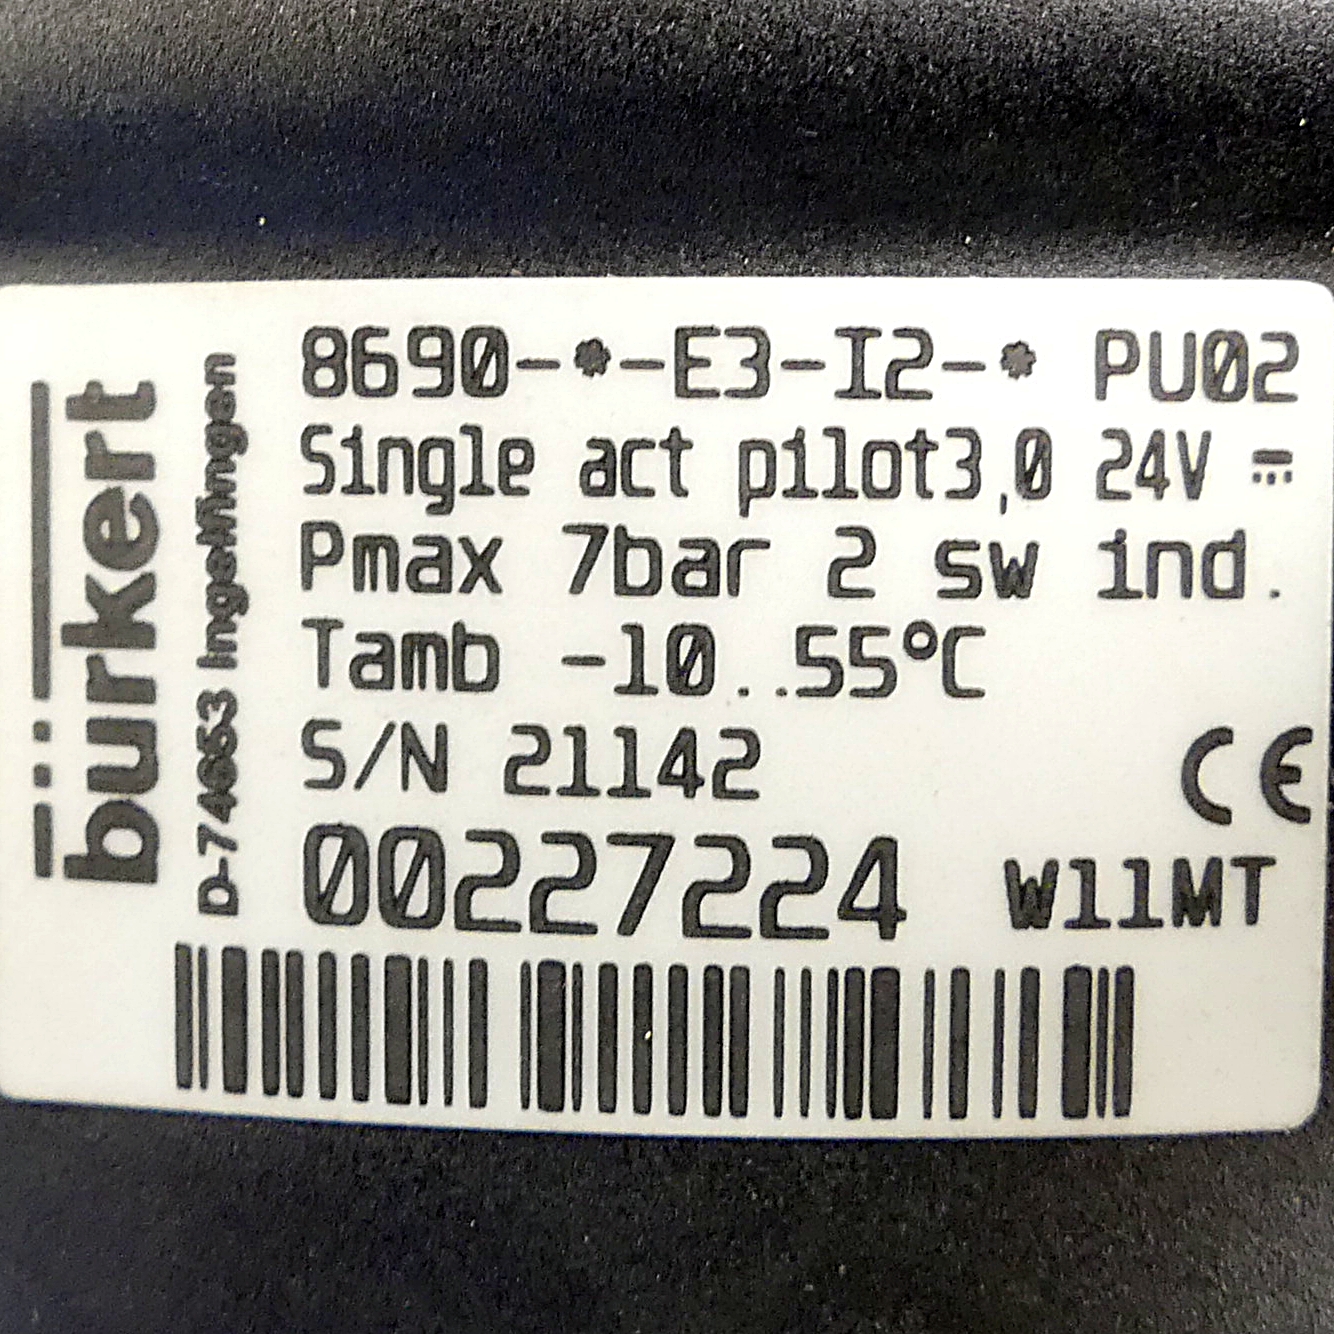 bürkert
D-74653 Ingelfingen
8690-*-E3-I2-* PU02
Single act pilot3,0 24V ⎓
Pmax 7bar 2 sw ind.
Tamb -10..55°C
S/N 21142
CE
00227224 W11MT